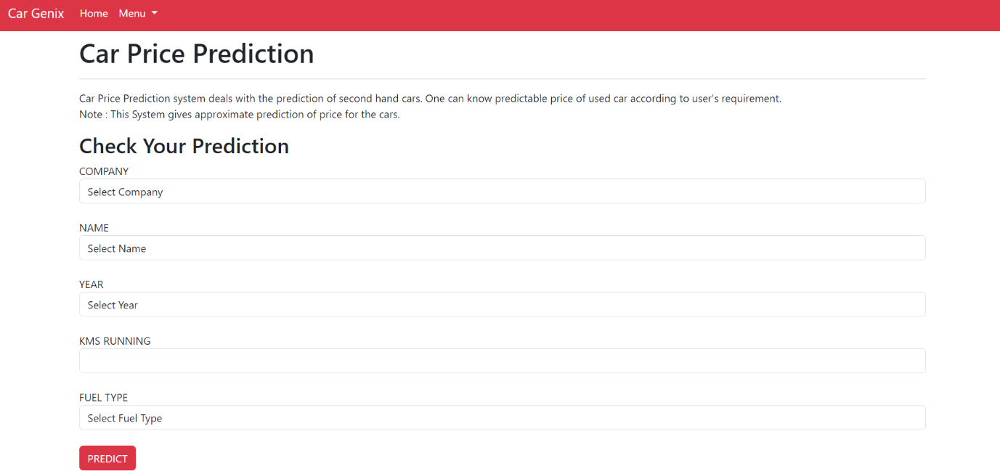 Car Genix Home Menu
Car Price Prediction
Car Price Prediction system deals with the prediction of second hand cars. One can know predictable price of used car according to user's requirement.
Note : This System gives approximate prediction of price for the cars.
Check Your Prediction
COMPANY
Select Company
NAME
Select Name
YEAR
Select Year
KMS RUNNING
FUEL TYPE
Select Fuel Type
PREDICT